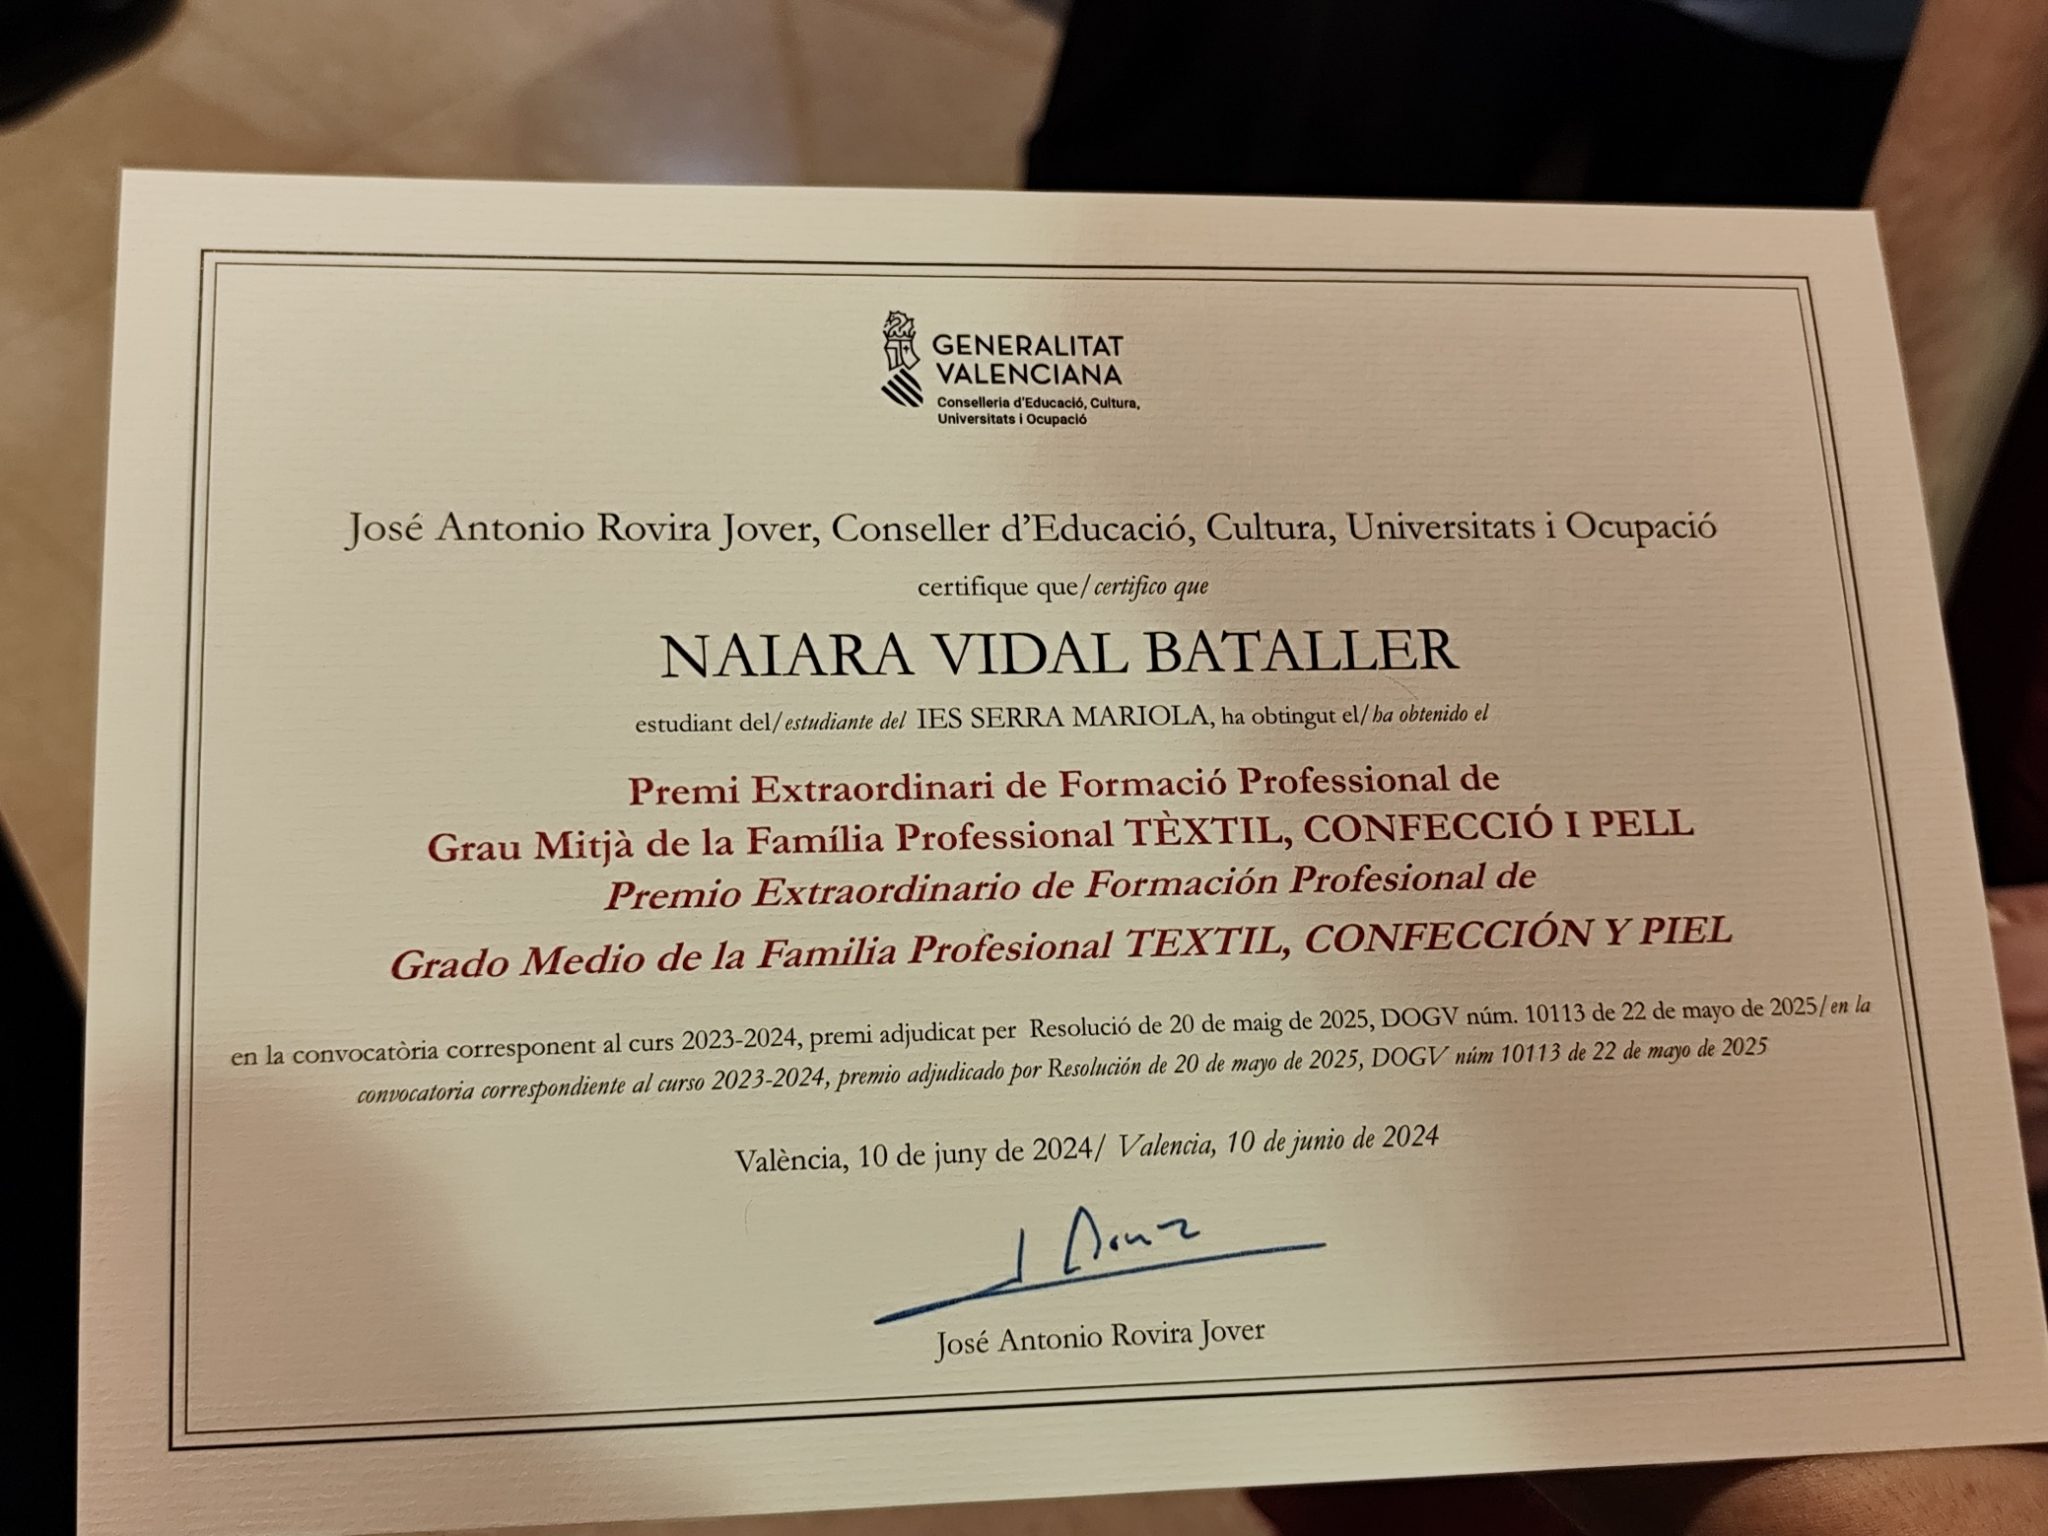 GENERALITAT
VALENCIANA
Conselleria d'Educació, Cultura,
Universitats i Ocupació
José Antonio Rovira Jover, Conseller d'Educació, Cultura, Universitats i Ocupació
certifique que/certifico que
NAIARA VIDAL BATALLER
estudiant del/estudiante del IES SERRA MARIOLA, ha obtingut el/ha obtenido el
Premi Extraordinari de Formació Professional de
Grau Mitjà de la Família Professional TÈXTIL, CONFECCIÓ I PELL
Premio Extraordinario de Formación Profesional de
Grado Medio de la Familia Profesional TEXTIL, CONFECCIÓN Y PIEL
en la convocatòria corresponent al curs 2023-2024, premi adjudicat per Resolució de 20 de maig de 2025, DOGV núm. 10113 de 22 de mayo de 2025/en la
convocatoria correspondiente al curso 2023-2024, premio adjudicado por Resolución de 20 de mayo de 2025, DOGV núm 10113 de 22 de mayo de 2025
València, 10 de juny de 2024/ Valencia, 10 de junio de 2024
José Antonio Rovira Jover